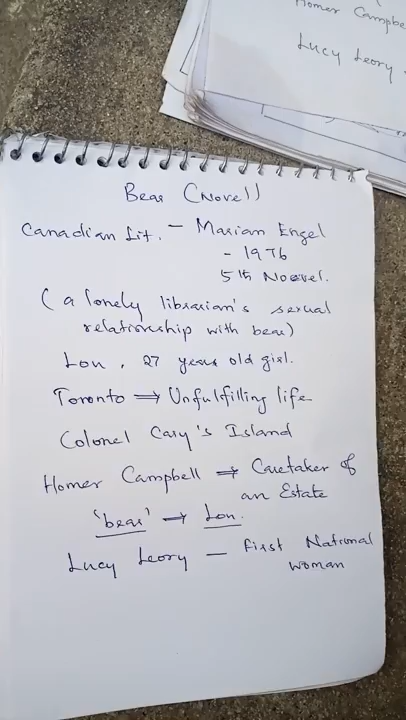 Homer Campbe
Lucy Leory
Bear (Novel)
Canadian Lit. - Marian Engel
- 1976
5th Noevel.
(a lonely librarian's sexual
relationship with bear)
Lou, 27 years old girl.
Toronto ⇒ Unfulfilling life
Colonel Cary's Island
Homer Campbell ⇒ Caretaker of
an Estate
'bear' → Lou.
Lucy Leory - First National
woman